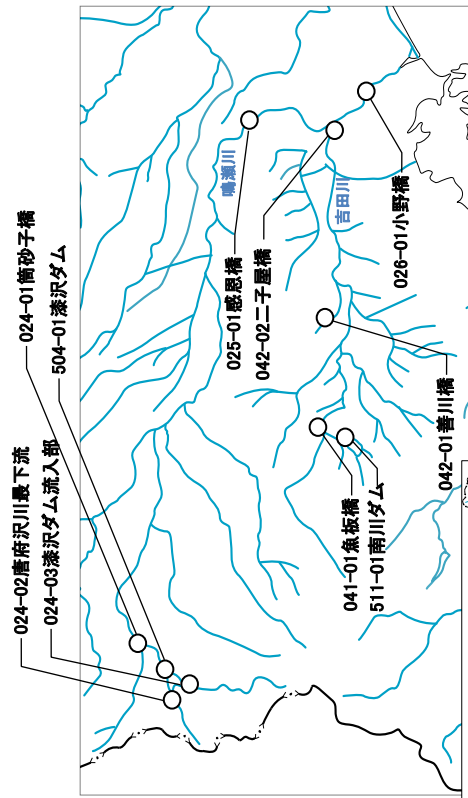 024-02唐府沢川最下流
024-03漆沢ダム流入部
024-01筒砂子橋
504-01漆沢ダム
鳴瀬川
025-01感恩橋
042-02二子屋橋
吉田川
026-01小野橋
041-01魚板橋
511-01南川ダム
042-01善川橋